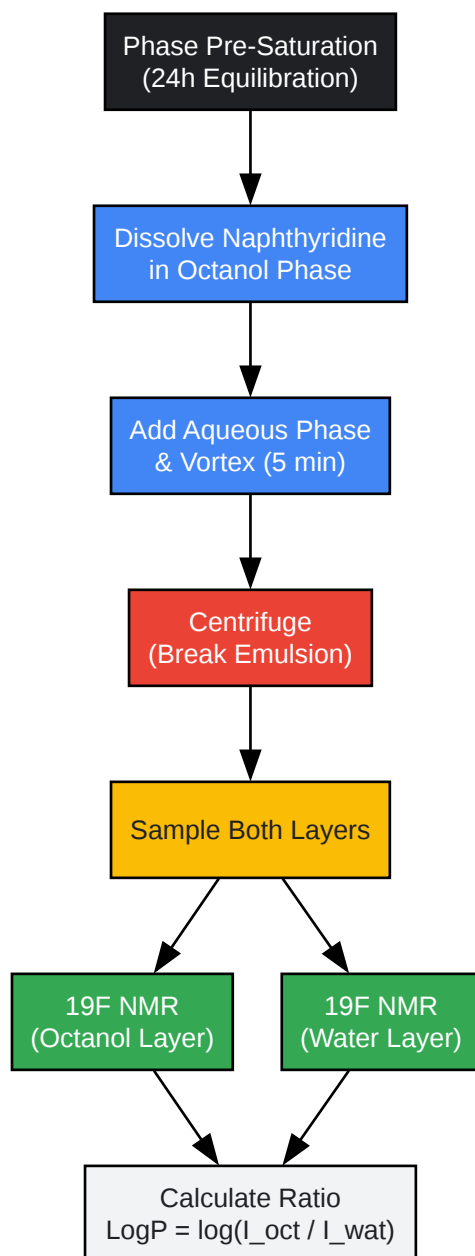 Phase Pre-Saturation
(24h Equilibration)
Dissolve Naphthyridine
in Octanol Phase
Add Aqueous Phase
& Vortex (5 min)
Centrifuge
(Break Emulsion)
Sample Both Layers
19F NMR
(Octanol Layer)
19F NMR
(Water Layer)
Calculate Ratio
LogP = log(I_oct / I_wat)